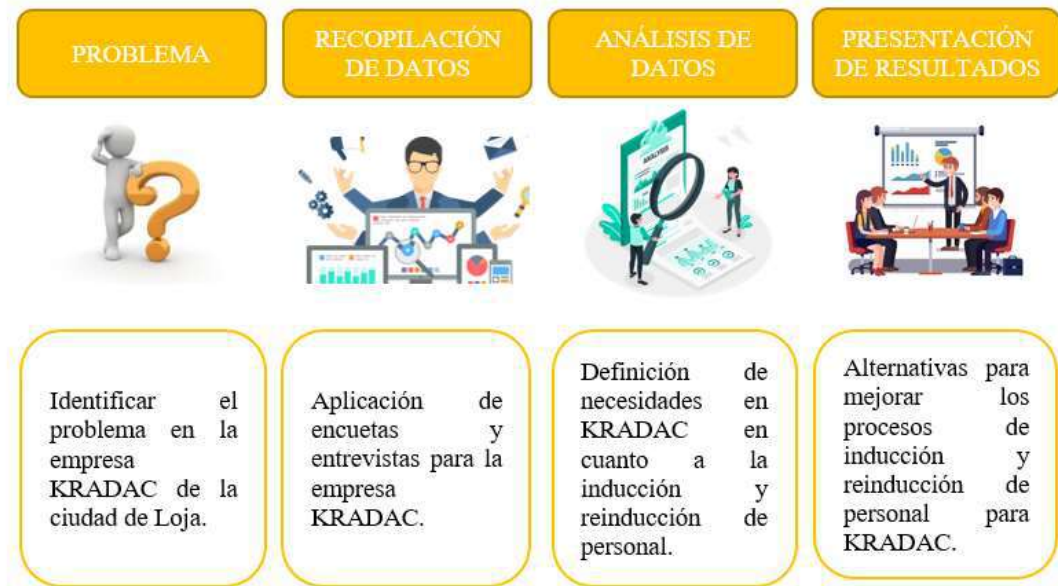 PROBLEMA
RECOPILACIÓN
DE DATOS
ANÁLISIS DE
DATOS
PRESENTACIÓN
DE RESULTADOS
ANALYSIS
Identificar el
problema en la
empresa
KRADAC de la
ciudad de Loja.
Aplicación de
encuetas y
entrevistas para la
empresa
KRADAC.
Definición de
necesidades en
KRADAC en
cuanto a la
inducción y
reinducción de
personal.
Alternativas para
mejorar los
procesos de
inducción y
reinducción de
personal para
KRADAC.